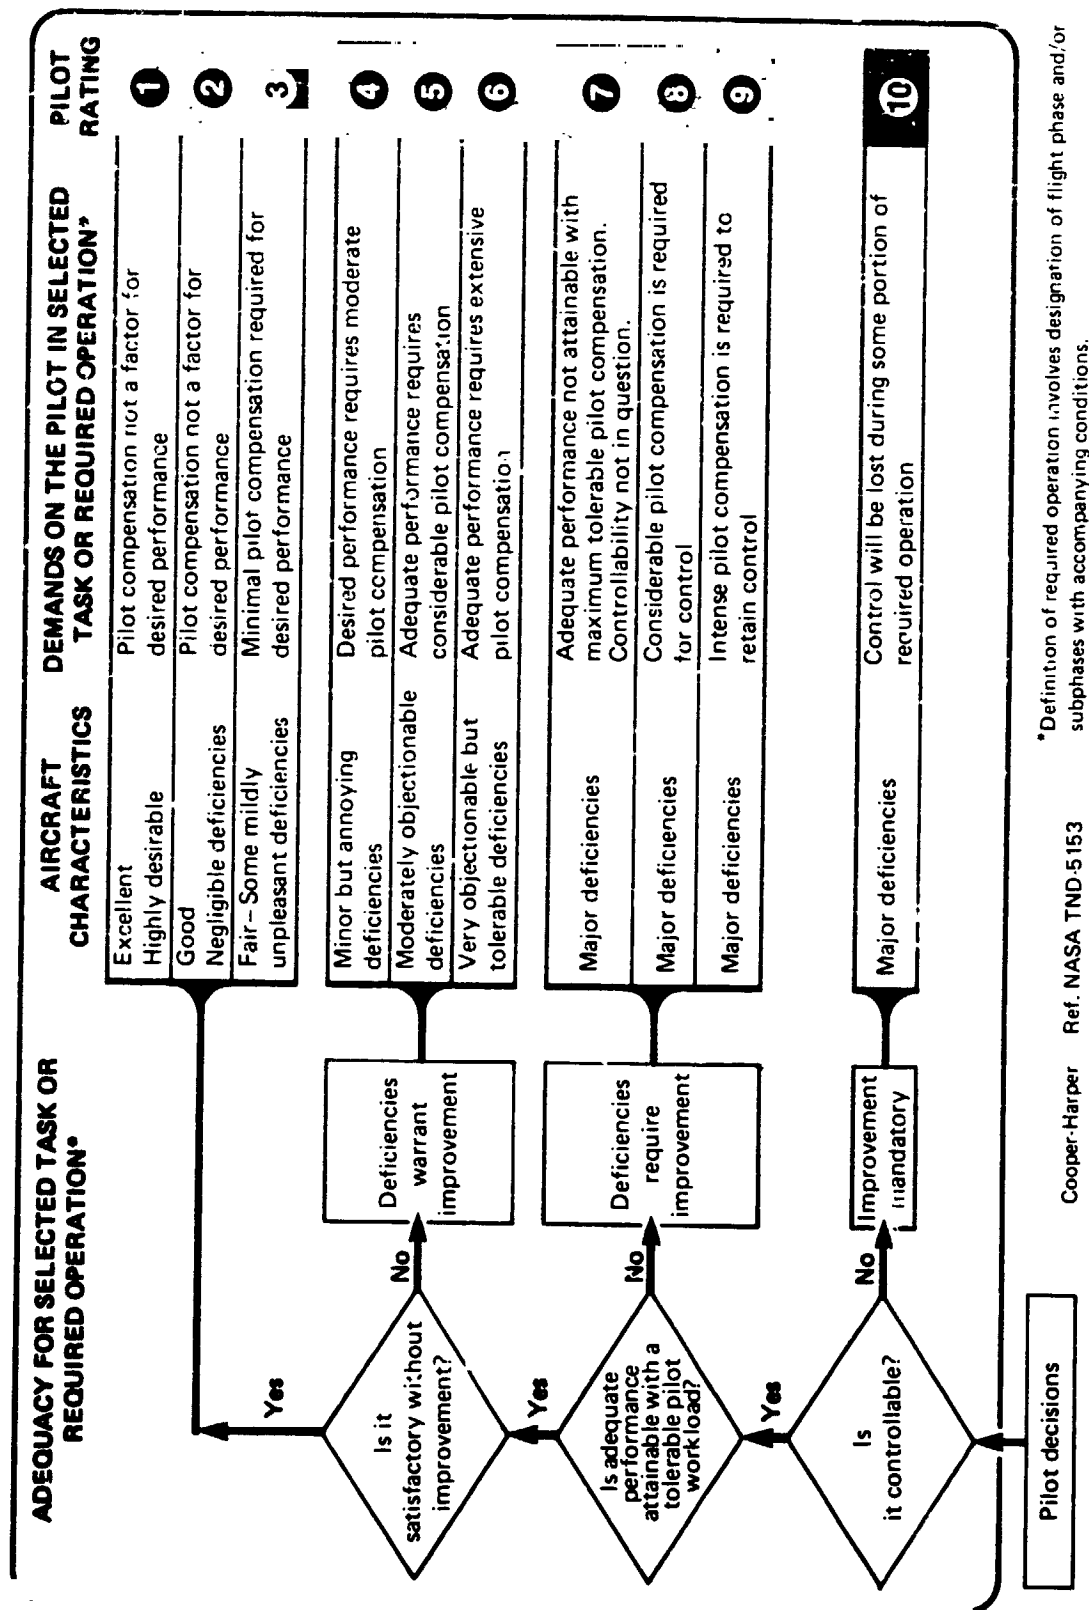 ADEQUACY FOR SELECTED TASK OR
REQUIRED OPERATION*
AIRCRAFT
CHARACTERISTICS
DEMANDS ON THE PILOT IN SELECTED
TASK OR REQUIRED OPERATION*
PILOT
RATING
Excellent
Highly desirable
Pilot compensation not a factor for
desired performance
1
Good
Negligible deficiencies
Pilot compensation not a factor for
desired performance
2
Fair – Some mildly
unpleasant deficiencies
Minimal pilot compensation required for
desired performance
3
Yes
Is it
satisfactory without
improvement?
No
Deficiencies
warrant
improvement
Minor but annoying
deficiencies
Desired performance requires moderate
pilot compensation
4
Moderately objectionable
deficiencies
Adequate performance requires
considerable pilot compensation
5
Very objectionable but
tolerable deficiencies
Adequate performance requires extensive
pilot compensation
6
Yes
Is adequate
performance
attainable with a
tolerable pilot
workload?
No
Deficiencies
require
improvement
Major deficiencies
Adequate performance not attainable with
maximum tolerable pilot compensation.
Controllability not in question.
7
Major deficiencies
Considerable pilot compensation is required
for control
8
Major deficiencies
Intense pilot compensation is required to
retain control
9
Yes
Is
it controllable?
No
Improvement
mandatory
Major deficiencies
Control will be lost during some portion of
required operation
10
Pilot decisions
Cooper-Harper Ref. NASA TND-5153
*Definition of required operation involves designation of flight phase and/or
subphases with accompanying conditions.